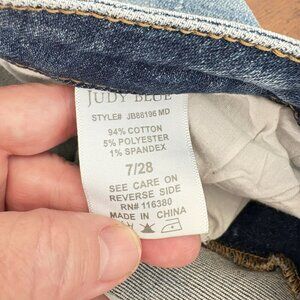 JUDY BLUE
STYLE# JB88196 MD
94% COTTON
5% POLYESTER
1% SPANDEX
7/28
SEE CARE ON
REVERSE SIDE
RN# 116380
MADE IN CHINA